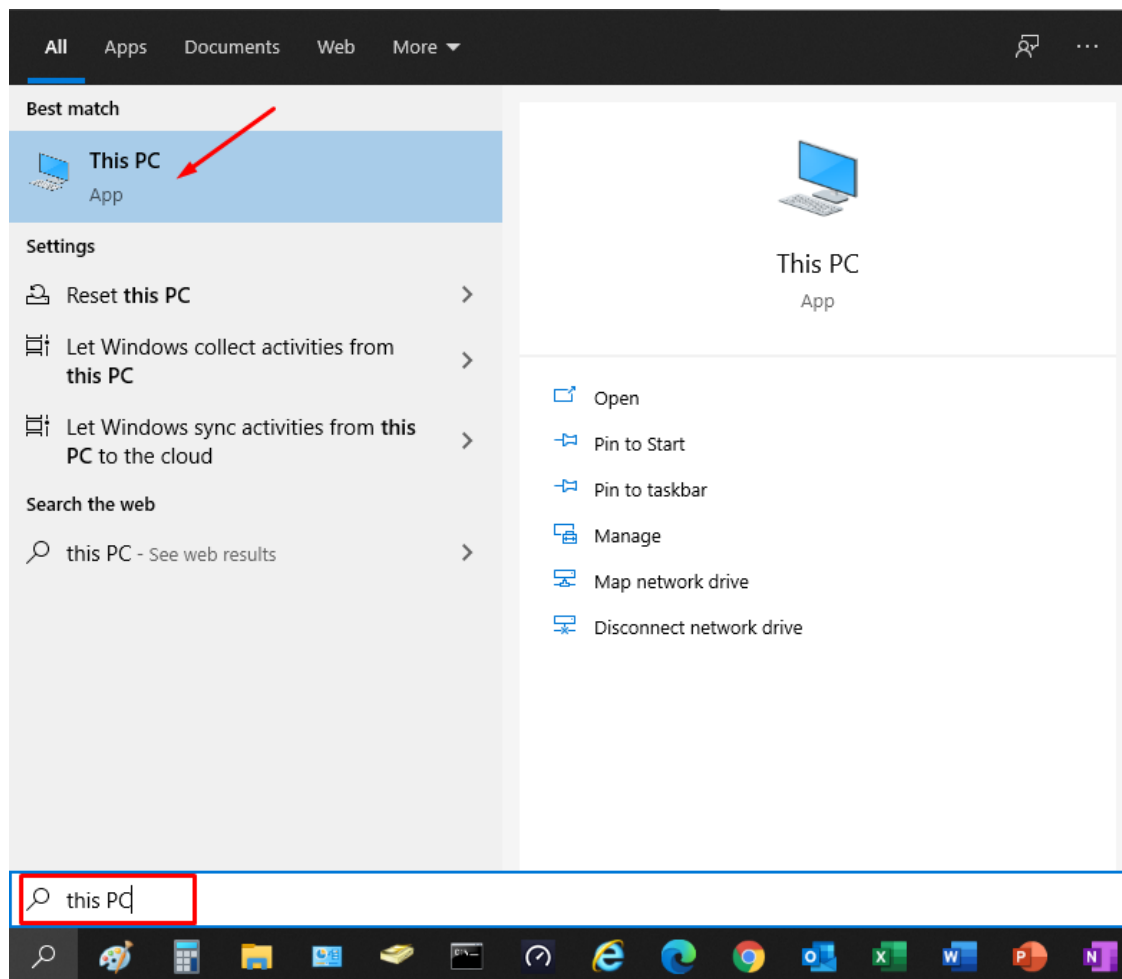 All Apps Documents Web More
Best match
This PC
App
Settings
Reset this PC
Let Windows collect activities from
this PC
Let Windows sync activities from this
PC to the cloud
Search the web
this PC - See web results
This PC
App
Open
Pin to Start
Pin to taskbar
Manage
Map network drive
Disconnect network drive
this PC